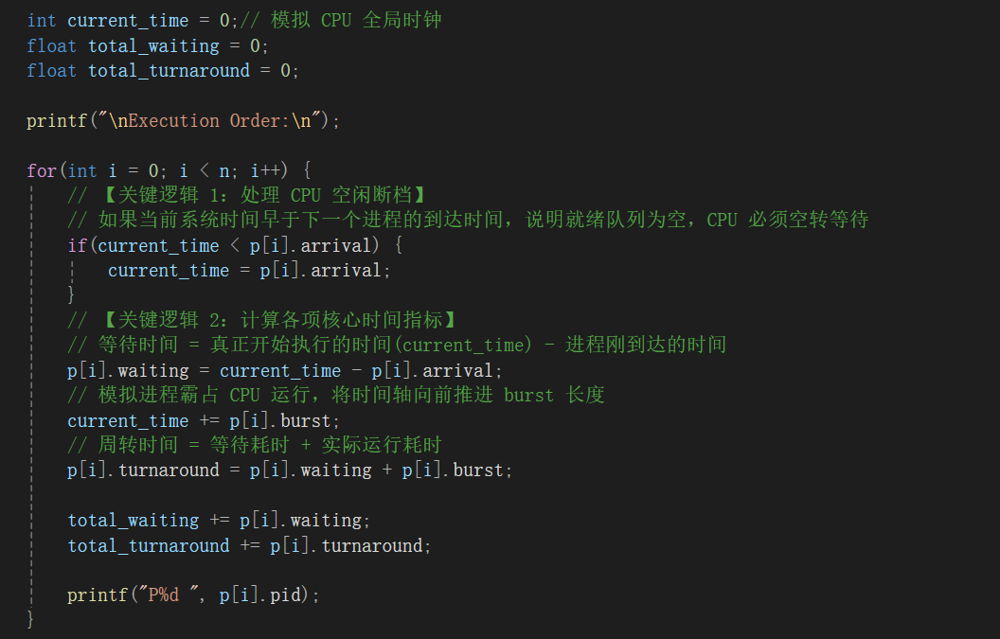 int current_time = 0;// 模拟 CPU 全局时钟
float total_waiting = 0;
float total_turnaround = 0;
printf("\nExecution Order:\n");
for(int i = 0; i < n; i++) {
// 【关键逻辑 1：处理 CPU 空闲断档】
// 如果当前系统时间早于下一个进程的到达时间，说明就绪队列为空，CPU 必须空转等待
if(current_time < p[i].arrival) {
current_time = p[i].arrival;
}
// 【关键逻辑 2：计算各项核心时间指标】
// 等待时间 = 真正开始执行的时间(current_time) - 进程刚到达的时间
p[i].waiting = current_time - p[i].arrival;
// 模拟进程霸占 CPU 运行，将时间轴向前推进 burst 长度
current_time += p[i].burst;
// 周转时间 = 等待耗时 + 实际运行耗时
p[i].turnaround = p[i].waiting + p[i].burst;
total_waiting += p[i].waiting;
total_turnaround += p[i].turnaround;
printf("P%d ", p[i].pid);
}